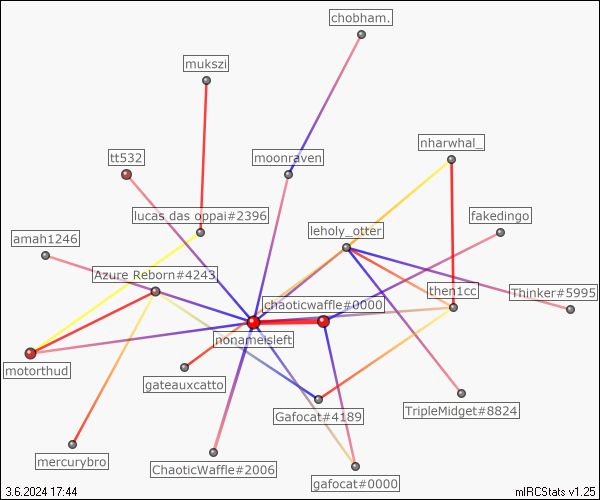 chobham.
mukszi
nharwhal_
tt532
moonraven
lucas das oppai#2396
fakedingo
leholy_otter
amah1246
Azure Reborn#4243
then1cc
Thinker#5995
chaoticwaffle#0000
nonamesleft
motorthud
gateauxcatto
Gafocat#4189
TripleMidget#8824
mercurybro
ChaoticWaffle#2006
gafocat#0000
3.6.2024 17:44
mIRCStats v1.25